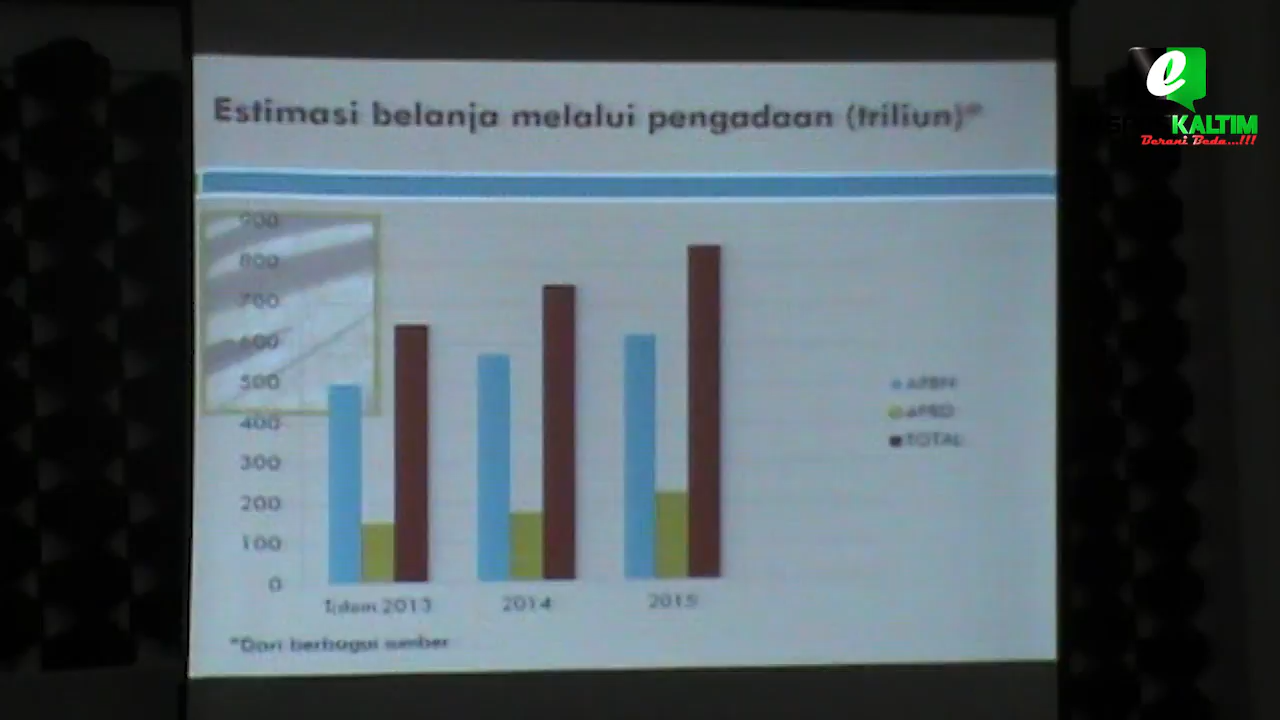 Estimasi belanja melalui pengadaan (triliun)*
KALTIM
Berani Beda...!!!
900
800
700
600
500
400
300
200
100
0
2013
2014
2015
APBN
APBD
TOTAL
*Dari berbagai sumber